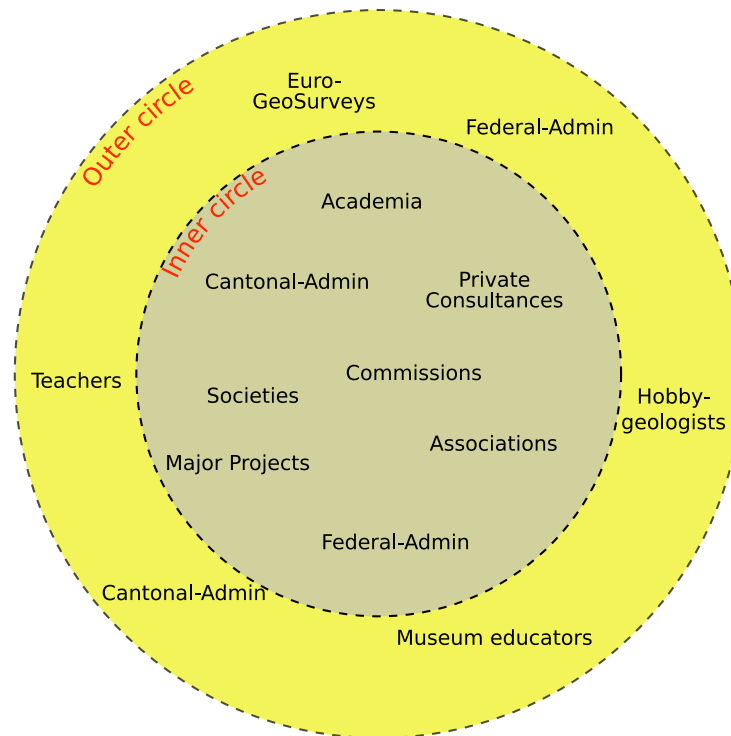 Outer circle
Euro-
GeoSurveys
Federal-Admin
Inner circle
Academia
Cantonal-Admin
Private
Consultances
Teachers
Societies
Commissions
Hobby-
geologists
Major Projects
Associations
Federal-Admin
Cantonal-Admin
Museum educators